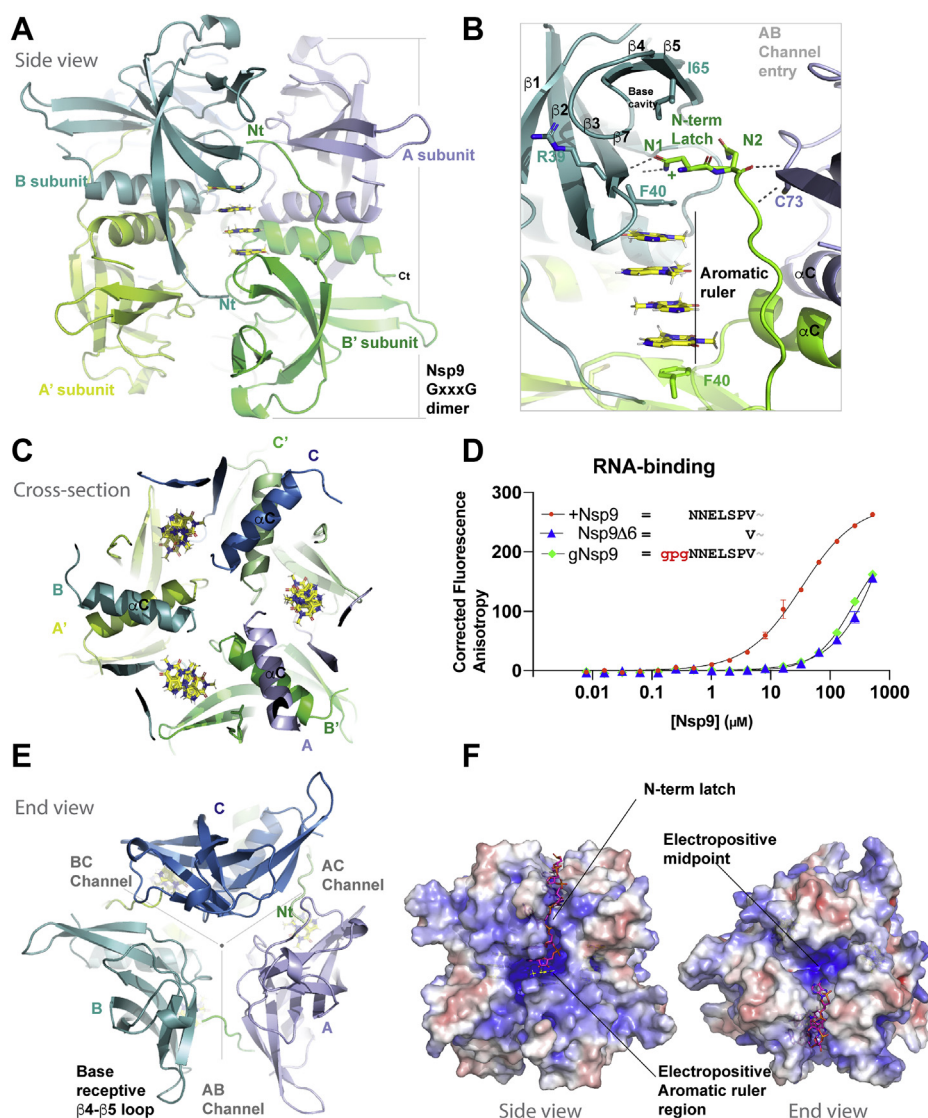 A
Side view
Nt
A subunit
B subunit
Ct
Nt
B' subunit
A' subunit
Nsp9
GxxxG
dimer
B
β4
β5
AB
Channel
entry
β1
I65
Base
cavity
β2
β3
N-term
Latch
β7
N1
N2
R39
+
F40
C73
Aromatic
ruler
αC
αC
F40
C
Cross-section
C'
C
αC
B
αC
A'
αC
B'
A
D
RNA-binding
300
200
100
0
Corrected Fluorescence
Anisotropy
+Nsp9 = NNELSPV~
Nsp9Δ6 = V~
gNsp9 = gpgNNELSPV~
0.01 0.1 1 10 100 1000
[Nsp9] (μM)
E
End view
C
BC
Channel
AC
Channel
Nt
B
A
Base
receptive
β4-β5 loop
AB
Channel
F
N-term latch
Electropositive
midpoint
Electropositive
Aromatic ruler
region
Side view
End view